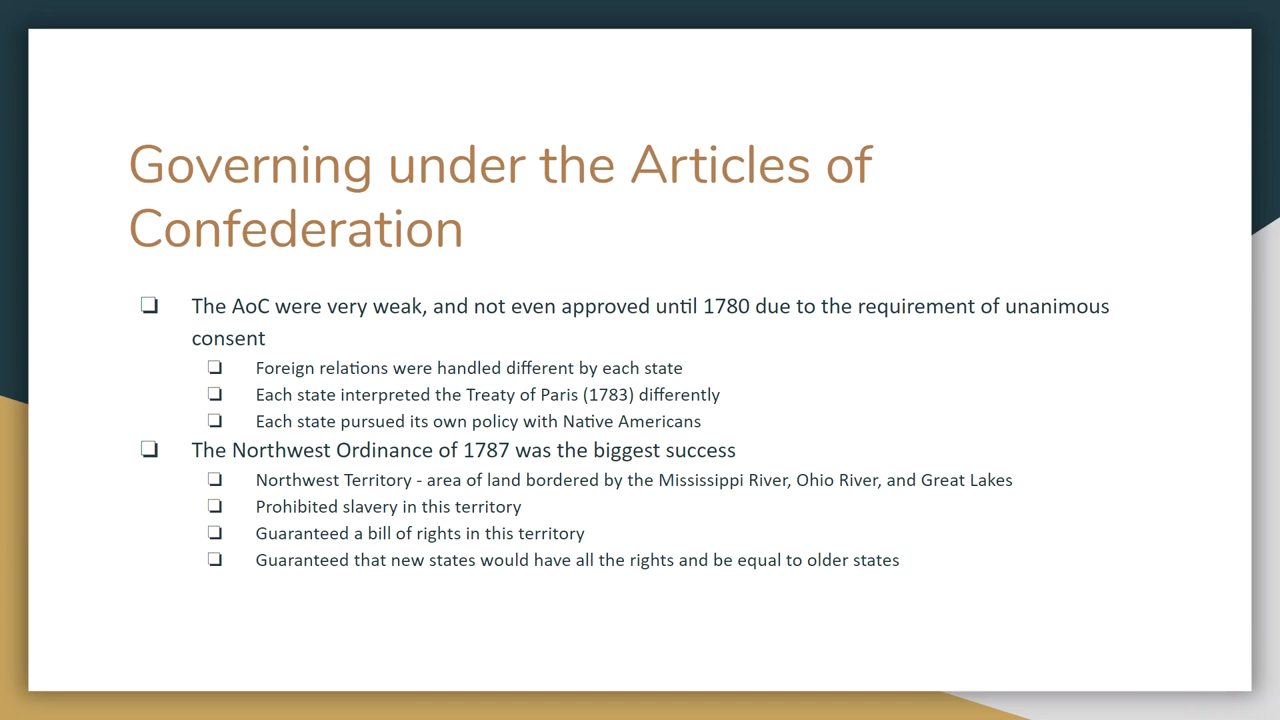 Governing under the Articles of
Confederation
❏ The AoC were very weak, and not even approved until 1780 due to the requirement of unanimous
consent
❏ Foreign relations were handled different by each state
❏ Each state interpreted the Treaty of Paris (1783) differently
❏ Each state pursued its own policy with Native Americans
❏ The Northwest Ordinance of 1787 was the biggest success
❏ Northwest Territory - area of land bordered by the Mississippi River, Ohio River, and Great Lakes
❏ Prohibited slavery in this territory
❏ Guaranteed a bill of rights in this territory
❏ Guaranteed that new states would have all the rights and be equal to older states